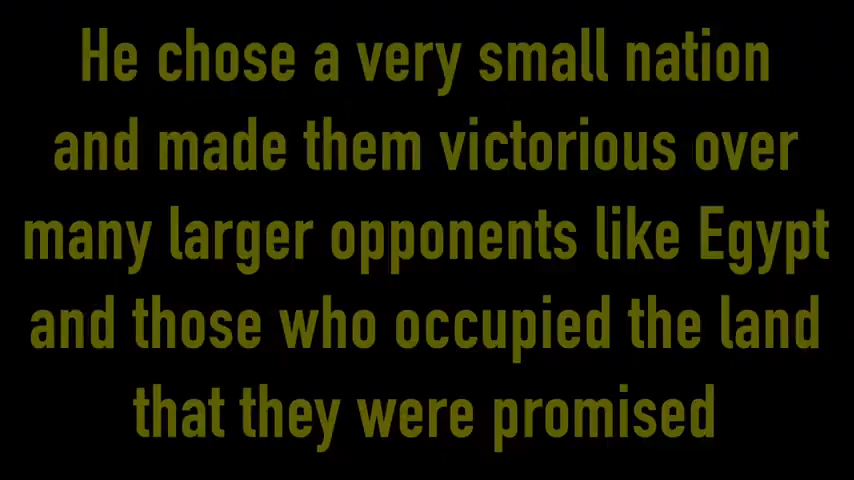 He chose a very small nation
and made them victorious over
many larger opponents like Egypt
and those who occupied the land
that they were promised